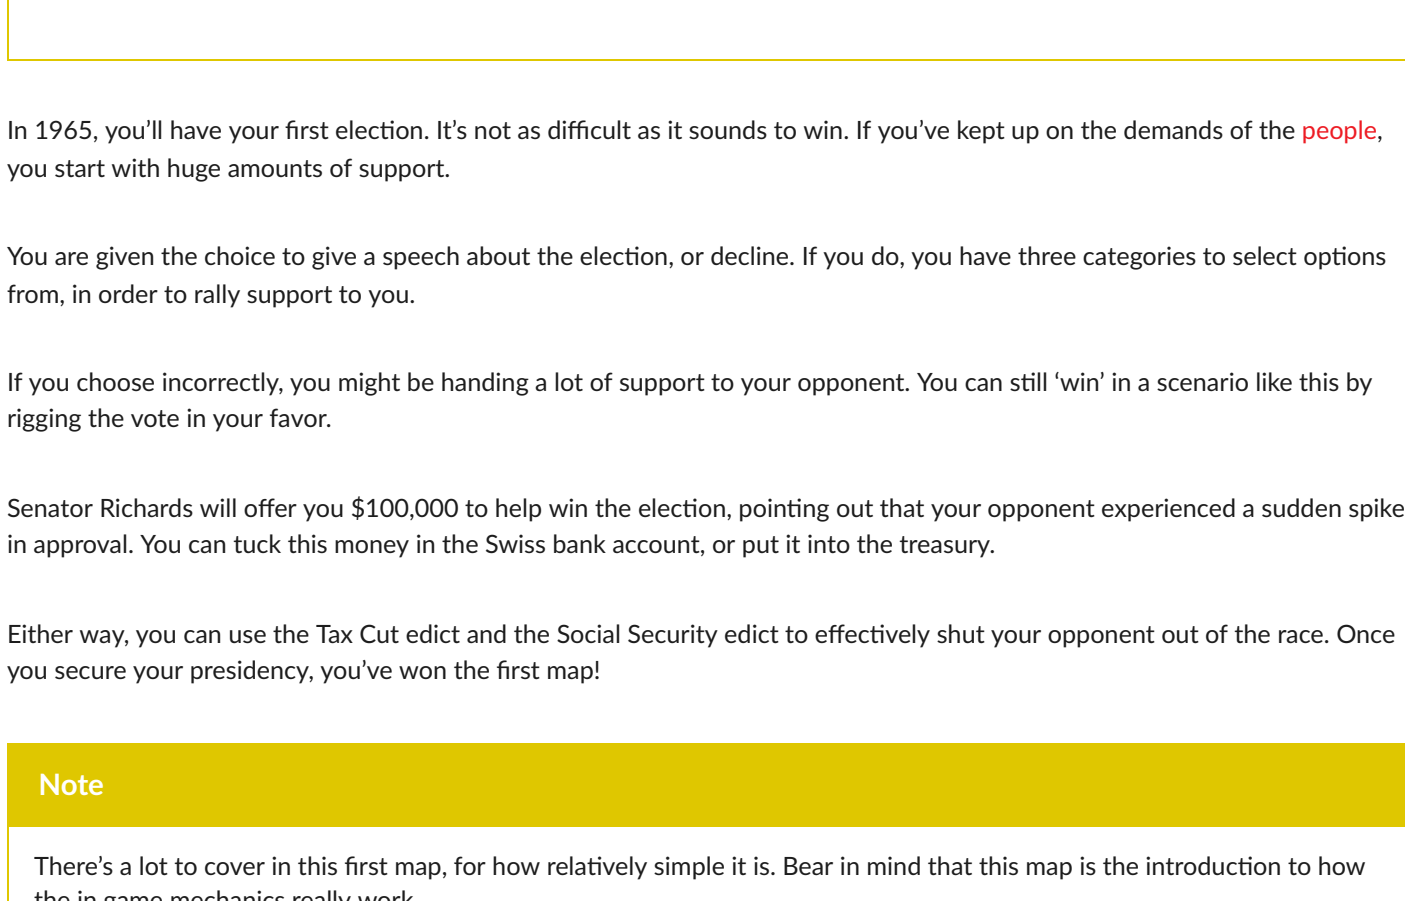 In 1965, you’ll have your first election. It’s not as difficult as it sounds to win. If you’ve kept up on the demands of the people,
you start with huge amounts of support.
You are given the choice to give a speech about the election, or decline. If you do, you have three categories to select options
from, in order to rally support to you.
If you choose incorrectly, you might be handing a lot of support to your opponent. You can still ‘win’ in a scenario like this by
rigging the vote in your favor.
Senator Richards will offer you $100,000 to help win the election, pointing out that your opponent experienced a sudden spike
in approval. You can tuck this money in the Swiss bank account, or put it into the treasury.
Either way, you can use the Tax Cut edict and the Social Security edict to effectively shut your opponent out of the race. Once
you secure your presidency, you’ve won the first map!
Note
There’s a lot to cover in this first map, for how relatively simple it is. Bear in mind that this map is the introduction to how
the in game mechanics really work.